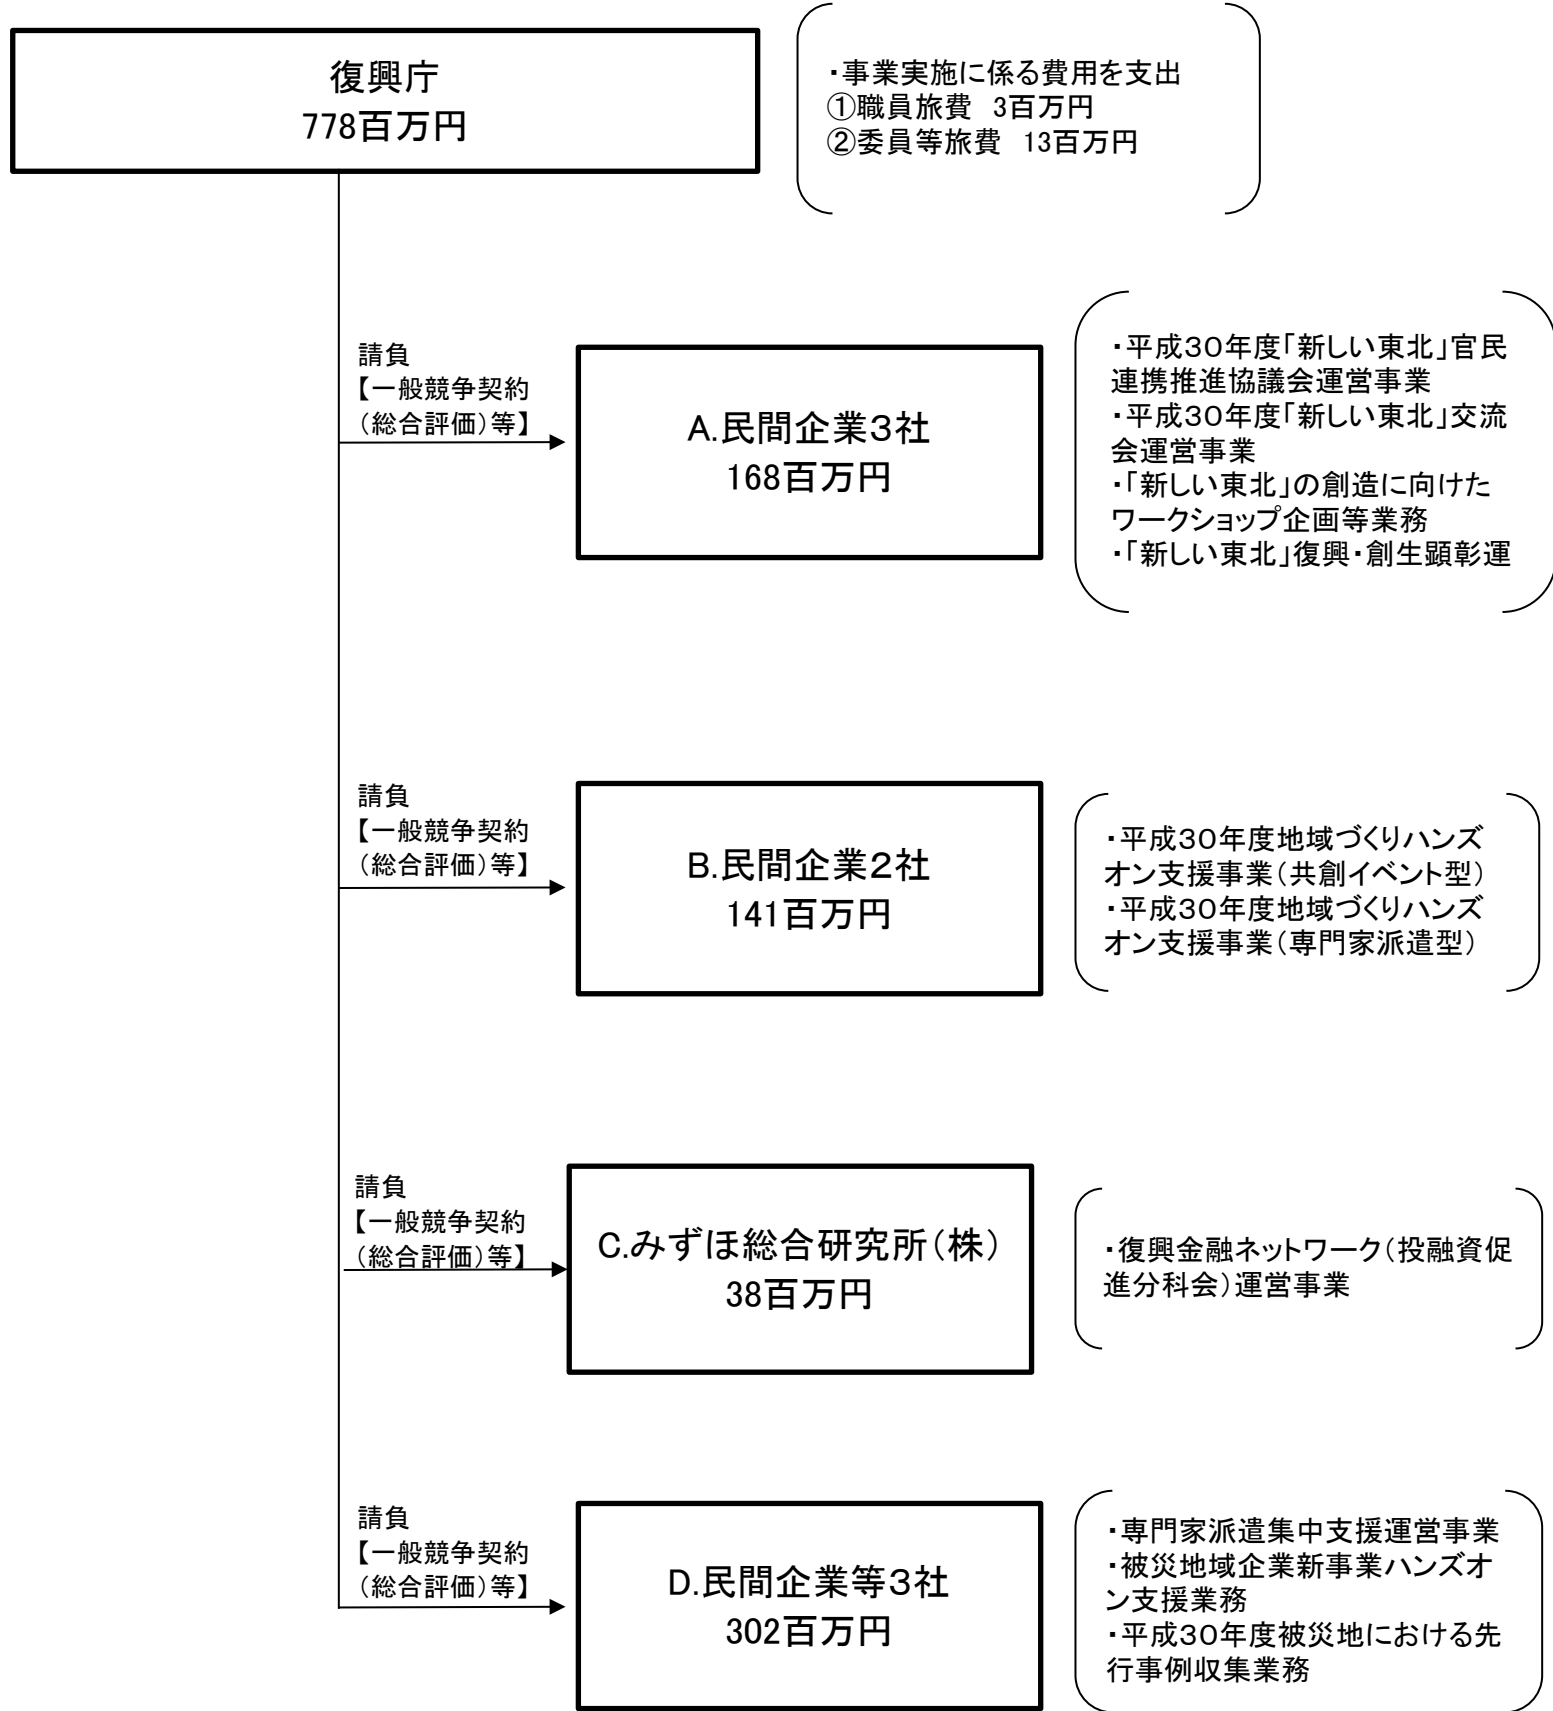 復興庁
778百万円
・事業実施に係る費用を支出
①職員旅費　3百万円
②委員等旅費　13百万円
請負
【一般競争契約
（総合評価）等】
A.民間企業３社
168百万円
・平成３０年度「新しい東北」官民
連携推進協議会運営事業
・平成３０年度「新しい東北」交流
会運営事業
・「新しい東北」の創造に向けた
ワークショップ企画等業務
・「新しい東北」復興・創生顕彰運
請負
【一般競争契約
（総合評価）等】
B.民間企業２社
141百万円
・平成３０年度地域づくりハンズ
オン支援事業（共創イベント型）
・平成３０年度地域づくりハンズ
オン支援事業（専門家派遣型）
請負
【一般競争契約
（総合評価）等】
C.みずほ総合研究所（株）
38百万円
・復興金融ネットワーク（投融資促
進分科会）運営事業
請負
【一般競争契約
（総合評価）等】
D.民間企業等３社
302百万円
・専門家派遣集中支援運営事業
・被災地域企業新事業ハンズオ
ン支援業務
・平成３０年度被災地における先
行事例収集業務